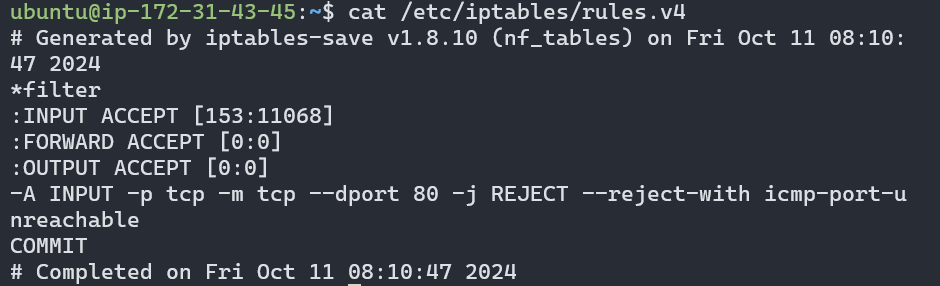 ubuntu@ip-172-31-43-45:~$ cat /etc/iptables/rules.v4
# Generated by iptables-save v1.8.10 (nf_tables) on Fri Oct 11 08:10:
47 2024
*filter
:INPUT ACCEPT [153:11068]
:FORWARD ACCEPT [0:0]
:OUTPUT ACCEPT [0:0]
-A INPUT -p tcp -m tcp --dport 80 -j REJECT --reject-with icmp-port-u
nreachable
COMMIT
# Completed on Fri Oct 11 08:10:47 2024